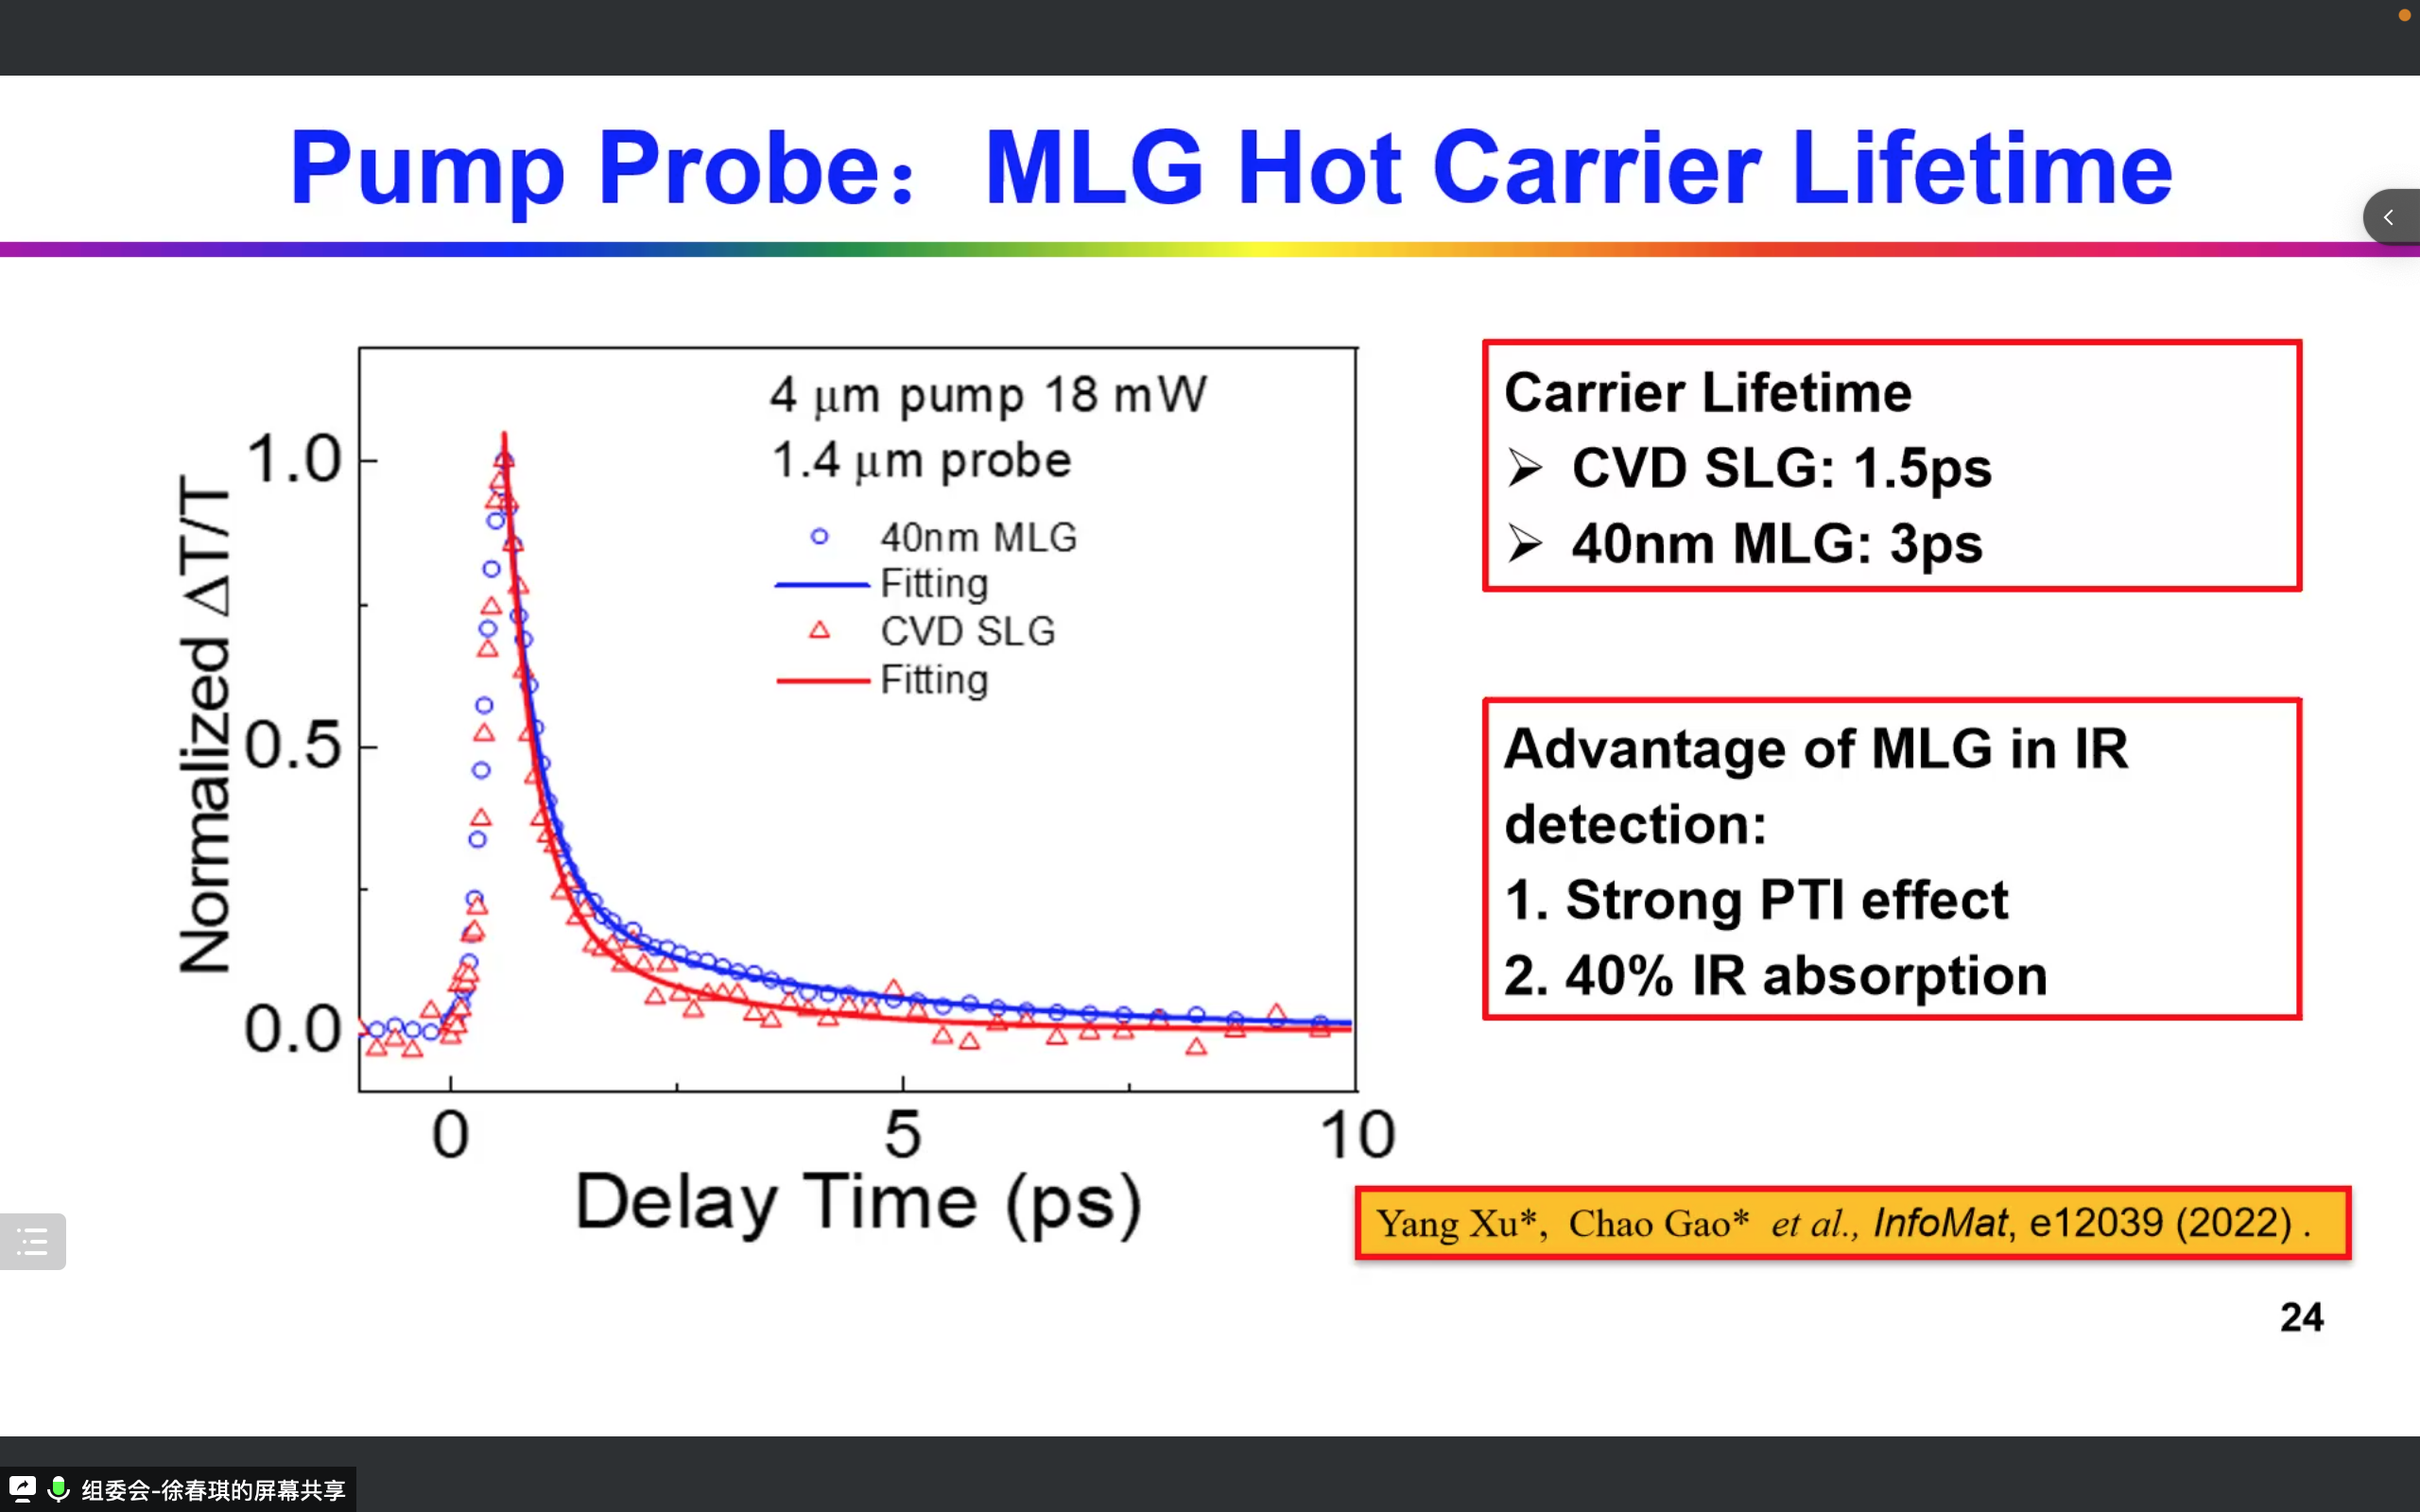 Pump Probe： MLG Hot Carrier Lifetime
4 μm pump 18 mW
1.4 μm probe
40nm MLG
Fitting
CVD SLG
Fitting
Normalized ΔT/T
1.0
0.5
0.0
0 5 10
Delay Time (ps)
Carrier Lifetime
➢ CVD SLG: 1.5ps
➢ 40nm MLG: 3ps
Advantage of MLG in IR
detection:
1. Strong PTI effect
2. 40% IR absorption
Yang Xu*, Chao Gao* et al., InfoMat, e12039 (2022) .
24
组委会-徐春琪的屏幕共享